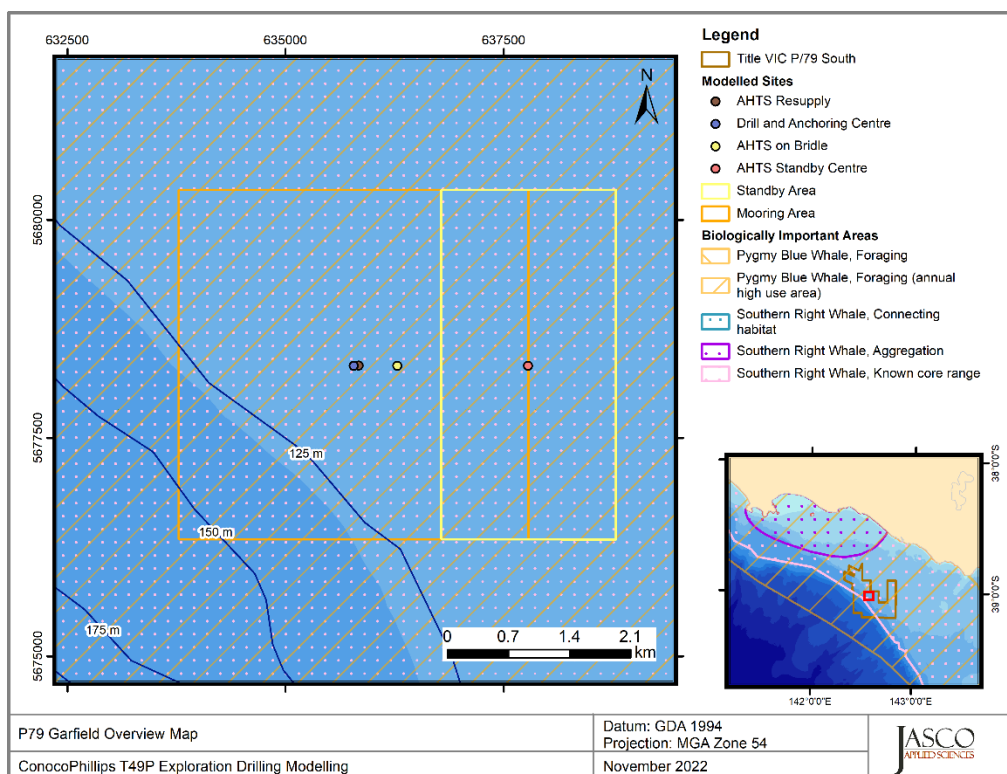 632500
635000
637500
5680000
5677500
5675000
N
125 m
150 m
175 m
0
0.7
1.4
2.1
km
Legend
Title VIC P/79 South
Modelled Sites
AHTS Resupply
Drill and Anchoring Centre
AHTS on Bridle
AHTS Standby Centre
Standby Area
Mooring Area
Biologically Important Areas
Pygmy Blue Whale, Foraging
Pygmy Blue Whale, Foraging (annual
high use area)
Southern Right Whale, Connecting
habitat
Southern Right Whale, Aggregation
Southern Right Whale, Known core range
38°0'0"S
39°0'0"S
142°0'0"E
143°0'0"E
P79 Garfield Overview Map
ConocoPhillips T49P Exploration Drilling Modelling
Datum: GDA 1994
Projection: MGA Zone 54
November 2022
JASCO
APPLIED SCIENCES